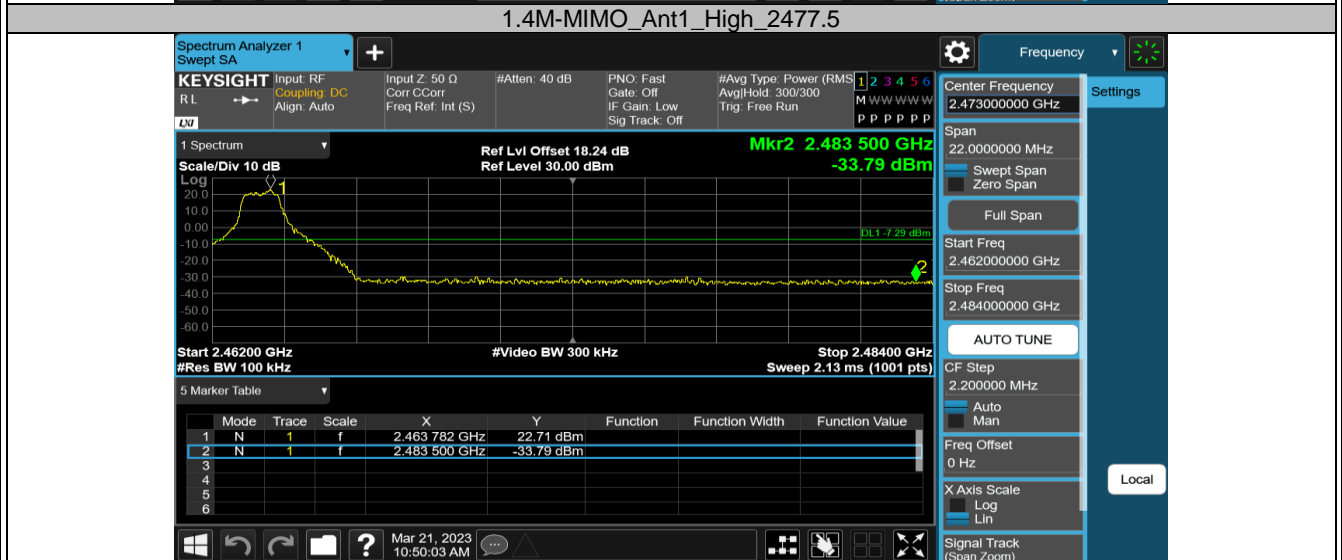 1.4M-MIMO_Ant1_High_2477.5
Spectrum Analyzer 1
Swept SA
+
Frequency
KEYSIGHT
R L
LXI
Input: RF
Coupling: DC
Align: Auto
Input Z: 50 Ω
Corr CCorr
Freq Ref: Int (S)
#Atten: 40 dB
PNO: Fast
Gate: Off
IF Gain: Low
Sig Track: Off
#Avg Type: Power (RMS
Avg|Hold: 300/300
Trig: Free Run
1 2 3 4 5 6
M W W W W W
P P P P P P
1 Spectrum
Scale/Div 10 dB
Ref Lvl Offset 18.24 dB
Ref Level 30.00 dBm
Mkr2 2.483 500 GHz
-33.79 dBm
Log
20.0
10.0
0.00
-10.0
-20.0
-30.0
-40.0
-50.0
-60.0
1
DL1 -7.29 dBm
2
Start 2.46200 GHz
#Res BW 100 kHz
#Video BW 300 kHz
Stop 2.48400 GHz
Sweep 2.13 ms (1001 pts)
5 Marker Table
Mode Trace Scale X Y Function Function Width Function Value
1 N 1 f 2.463 782 GHz 22.71 dBm
2 N 1 f 2.483 500 GHz -33.79 dBm
3
4
5
6
Mar 21, 2023
10:50:03 AM
Center Frequency
2.473000000 GHz
Span
22.0000000 MHz
Swept Span
Zero Span
Full Span
Start Freq
2.462000000 GHz
Stop Freq
2.484000000 GHz
AUTO TUNE
CF Step
2.200000 MHz
Auto
Man
Freq Offset
0 Hz
X Axis Scale
Log
Lin
Signal Track
(Span Zoom)
Settings
Local